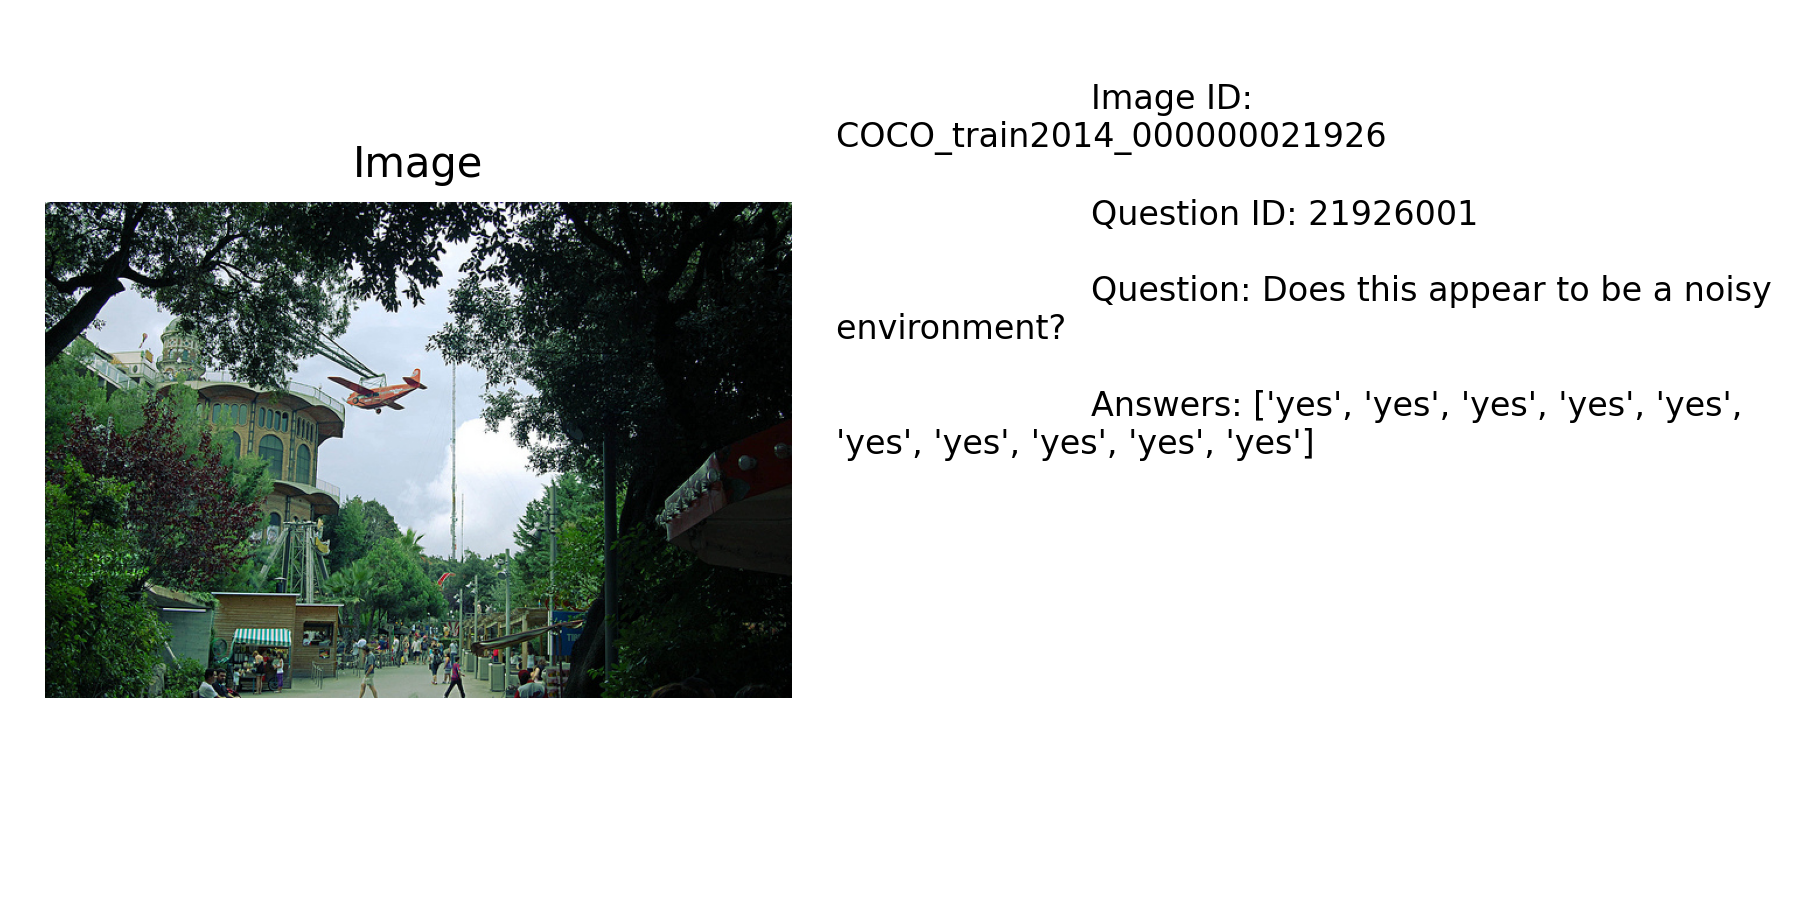 Image
Image ID:
COCO_train2014_000000021926
Question ID: 21926001
Question: Does this appear to be a noisy
environment?
Answers: ['yes', 'yes', 'yes', 'yes', 'yes',
'yes', 'yes', 'yes', 'yes', 'yes']